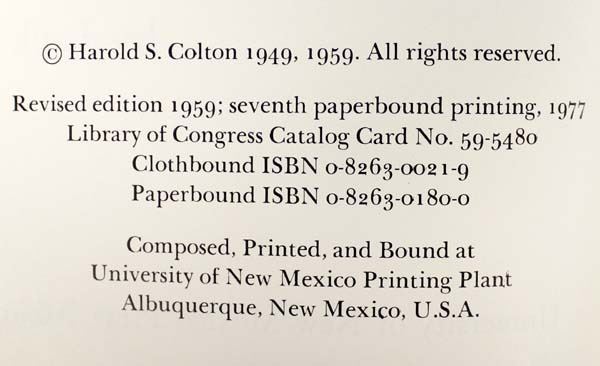 © Harold S. Colton 1949, 1959. All rights reserved.
Revised edition 1959; seventh paperbound printing, 1977
Library of Congress Catalog Card No. 59-5480
Clothbound ISBN 0-8263-0021-9
Paperbound ISBN 0-8263-0180-0
Composed, Printed, and Bound at
University of New Mexico Printing Plant
Albuquerque, New Mexico, U.S.A.